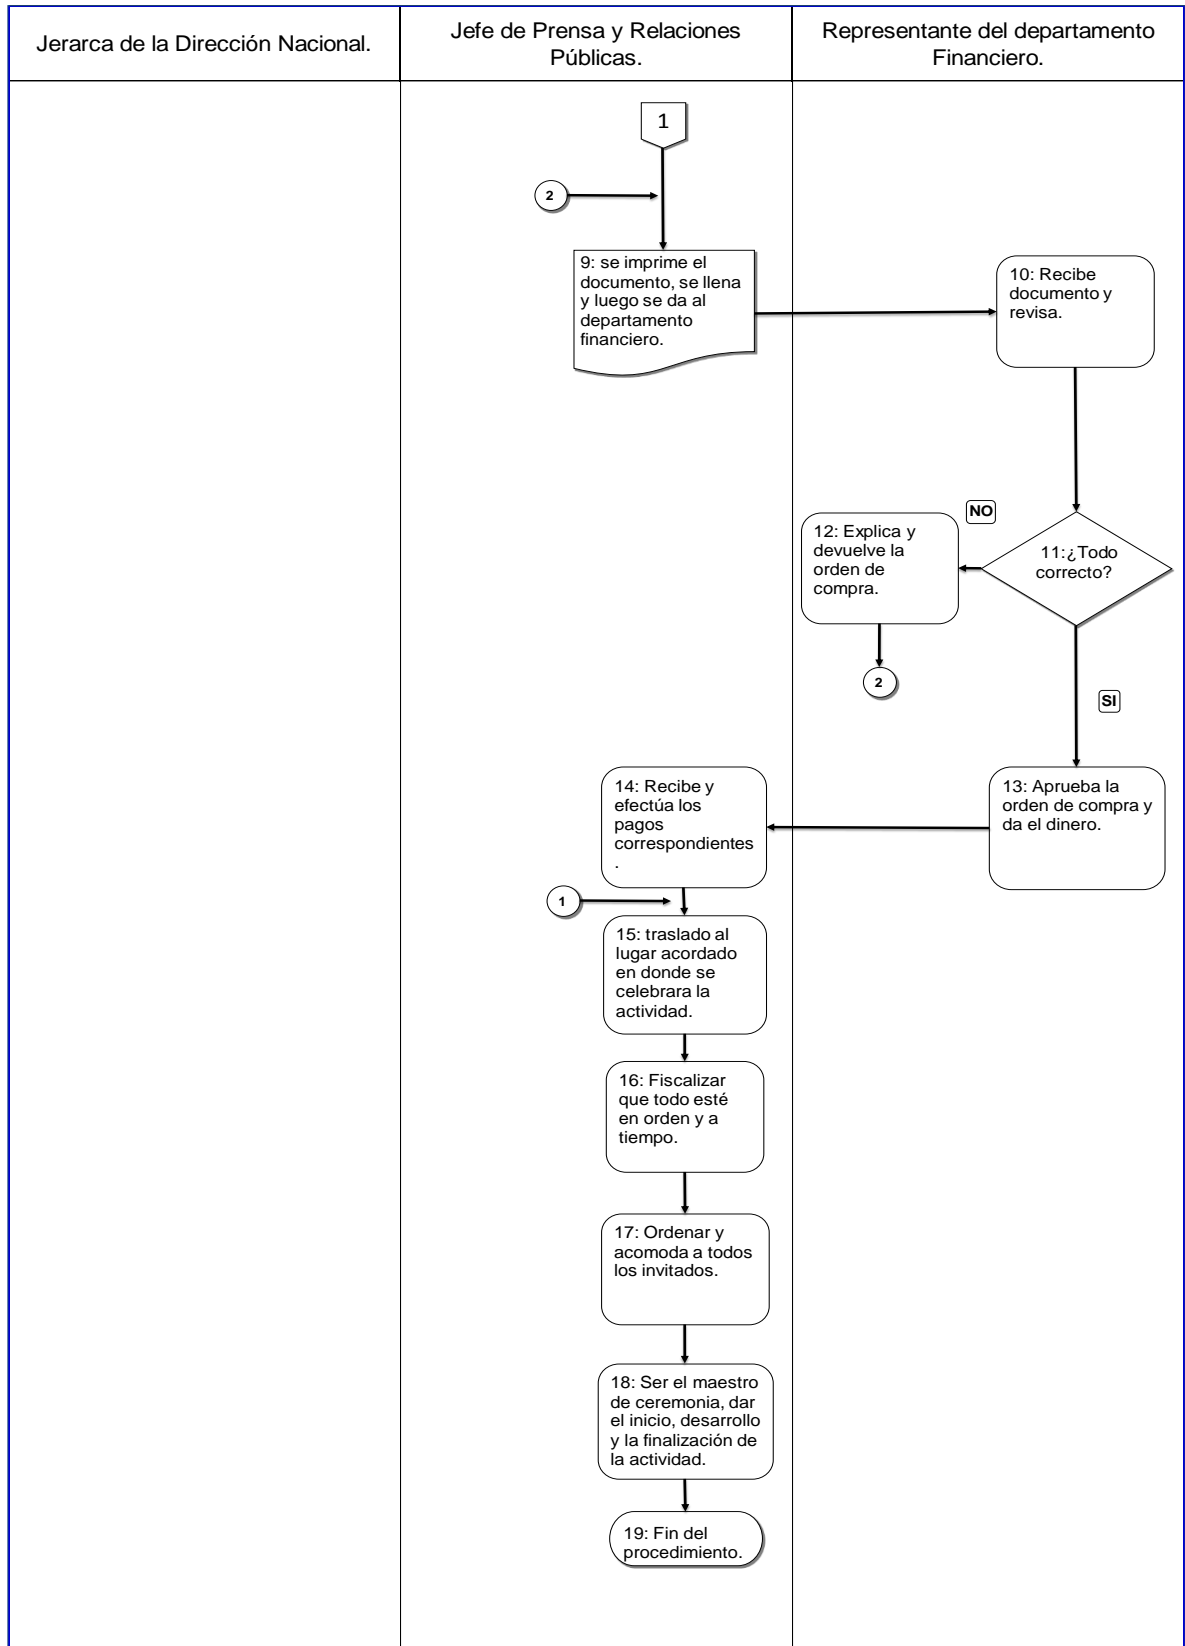 Jerarca de la Dirección Nacional.
Jefe de Prensa y Relaciones
Públicas.
Representante del departamento
Financiero.
1
2
9: se imprime el
documento, se llena
y luego se da al
departamento
financiero.
10: Recibe
documento y
revisa.
NO
11:¿Todo
correcto?
12: Explica y
devuelve la
orden de
compra.
2
SI
13: Aprueba la
orden de compra y
da el dinero.
14: Recibe y
efectúa los
pagos
correspondientes
.
1
15: traslado al
lugar acordado
en donde se
celebrara la
actividad.
16: Fiscalizar
que todo esté
en orden y a
tiempo.
17: Ordenar y
acomoda a todos
los invitados.
18: Ser el maestro
de ceremonia, dar
el inicio, desarrollo
y la finalización de
la actividad.
19: Fin del
procedimiento.